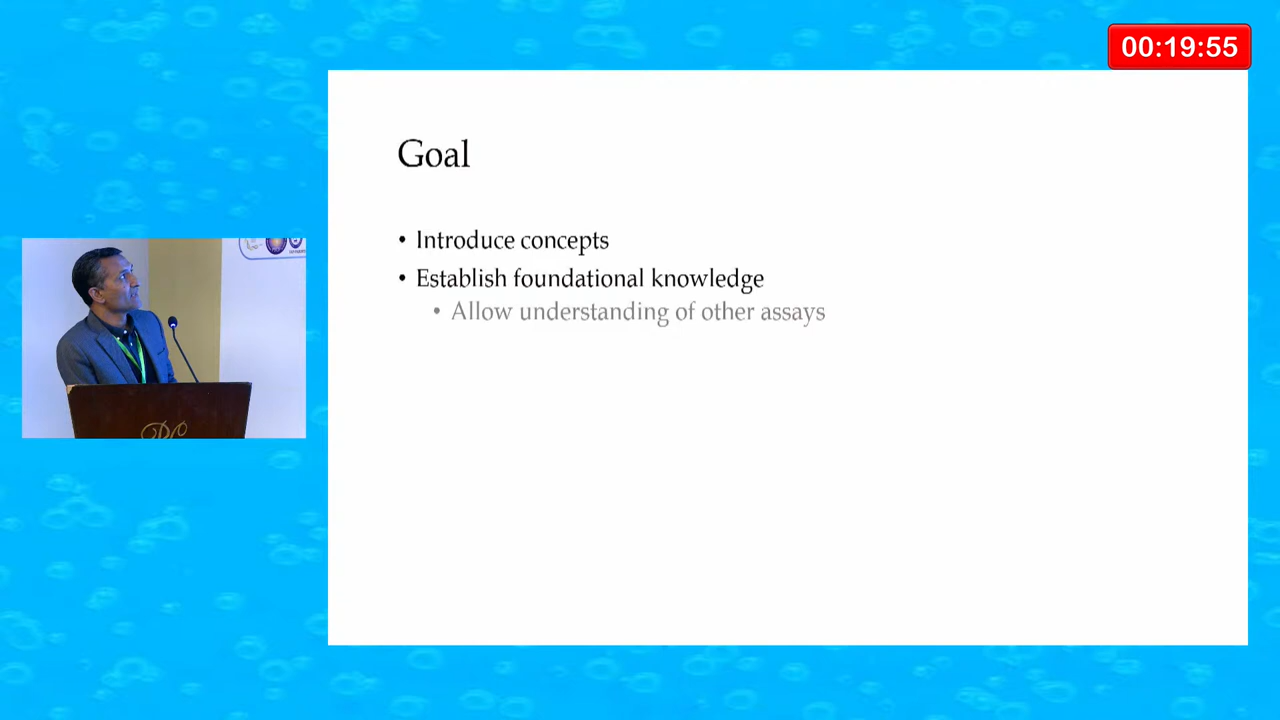 00:19:55
Goal
• Introduce concepts
• Establish foundational knowledge
• Allow understanding of other assays